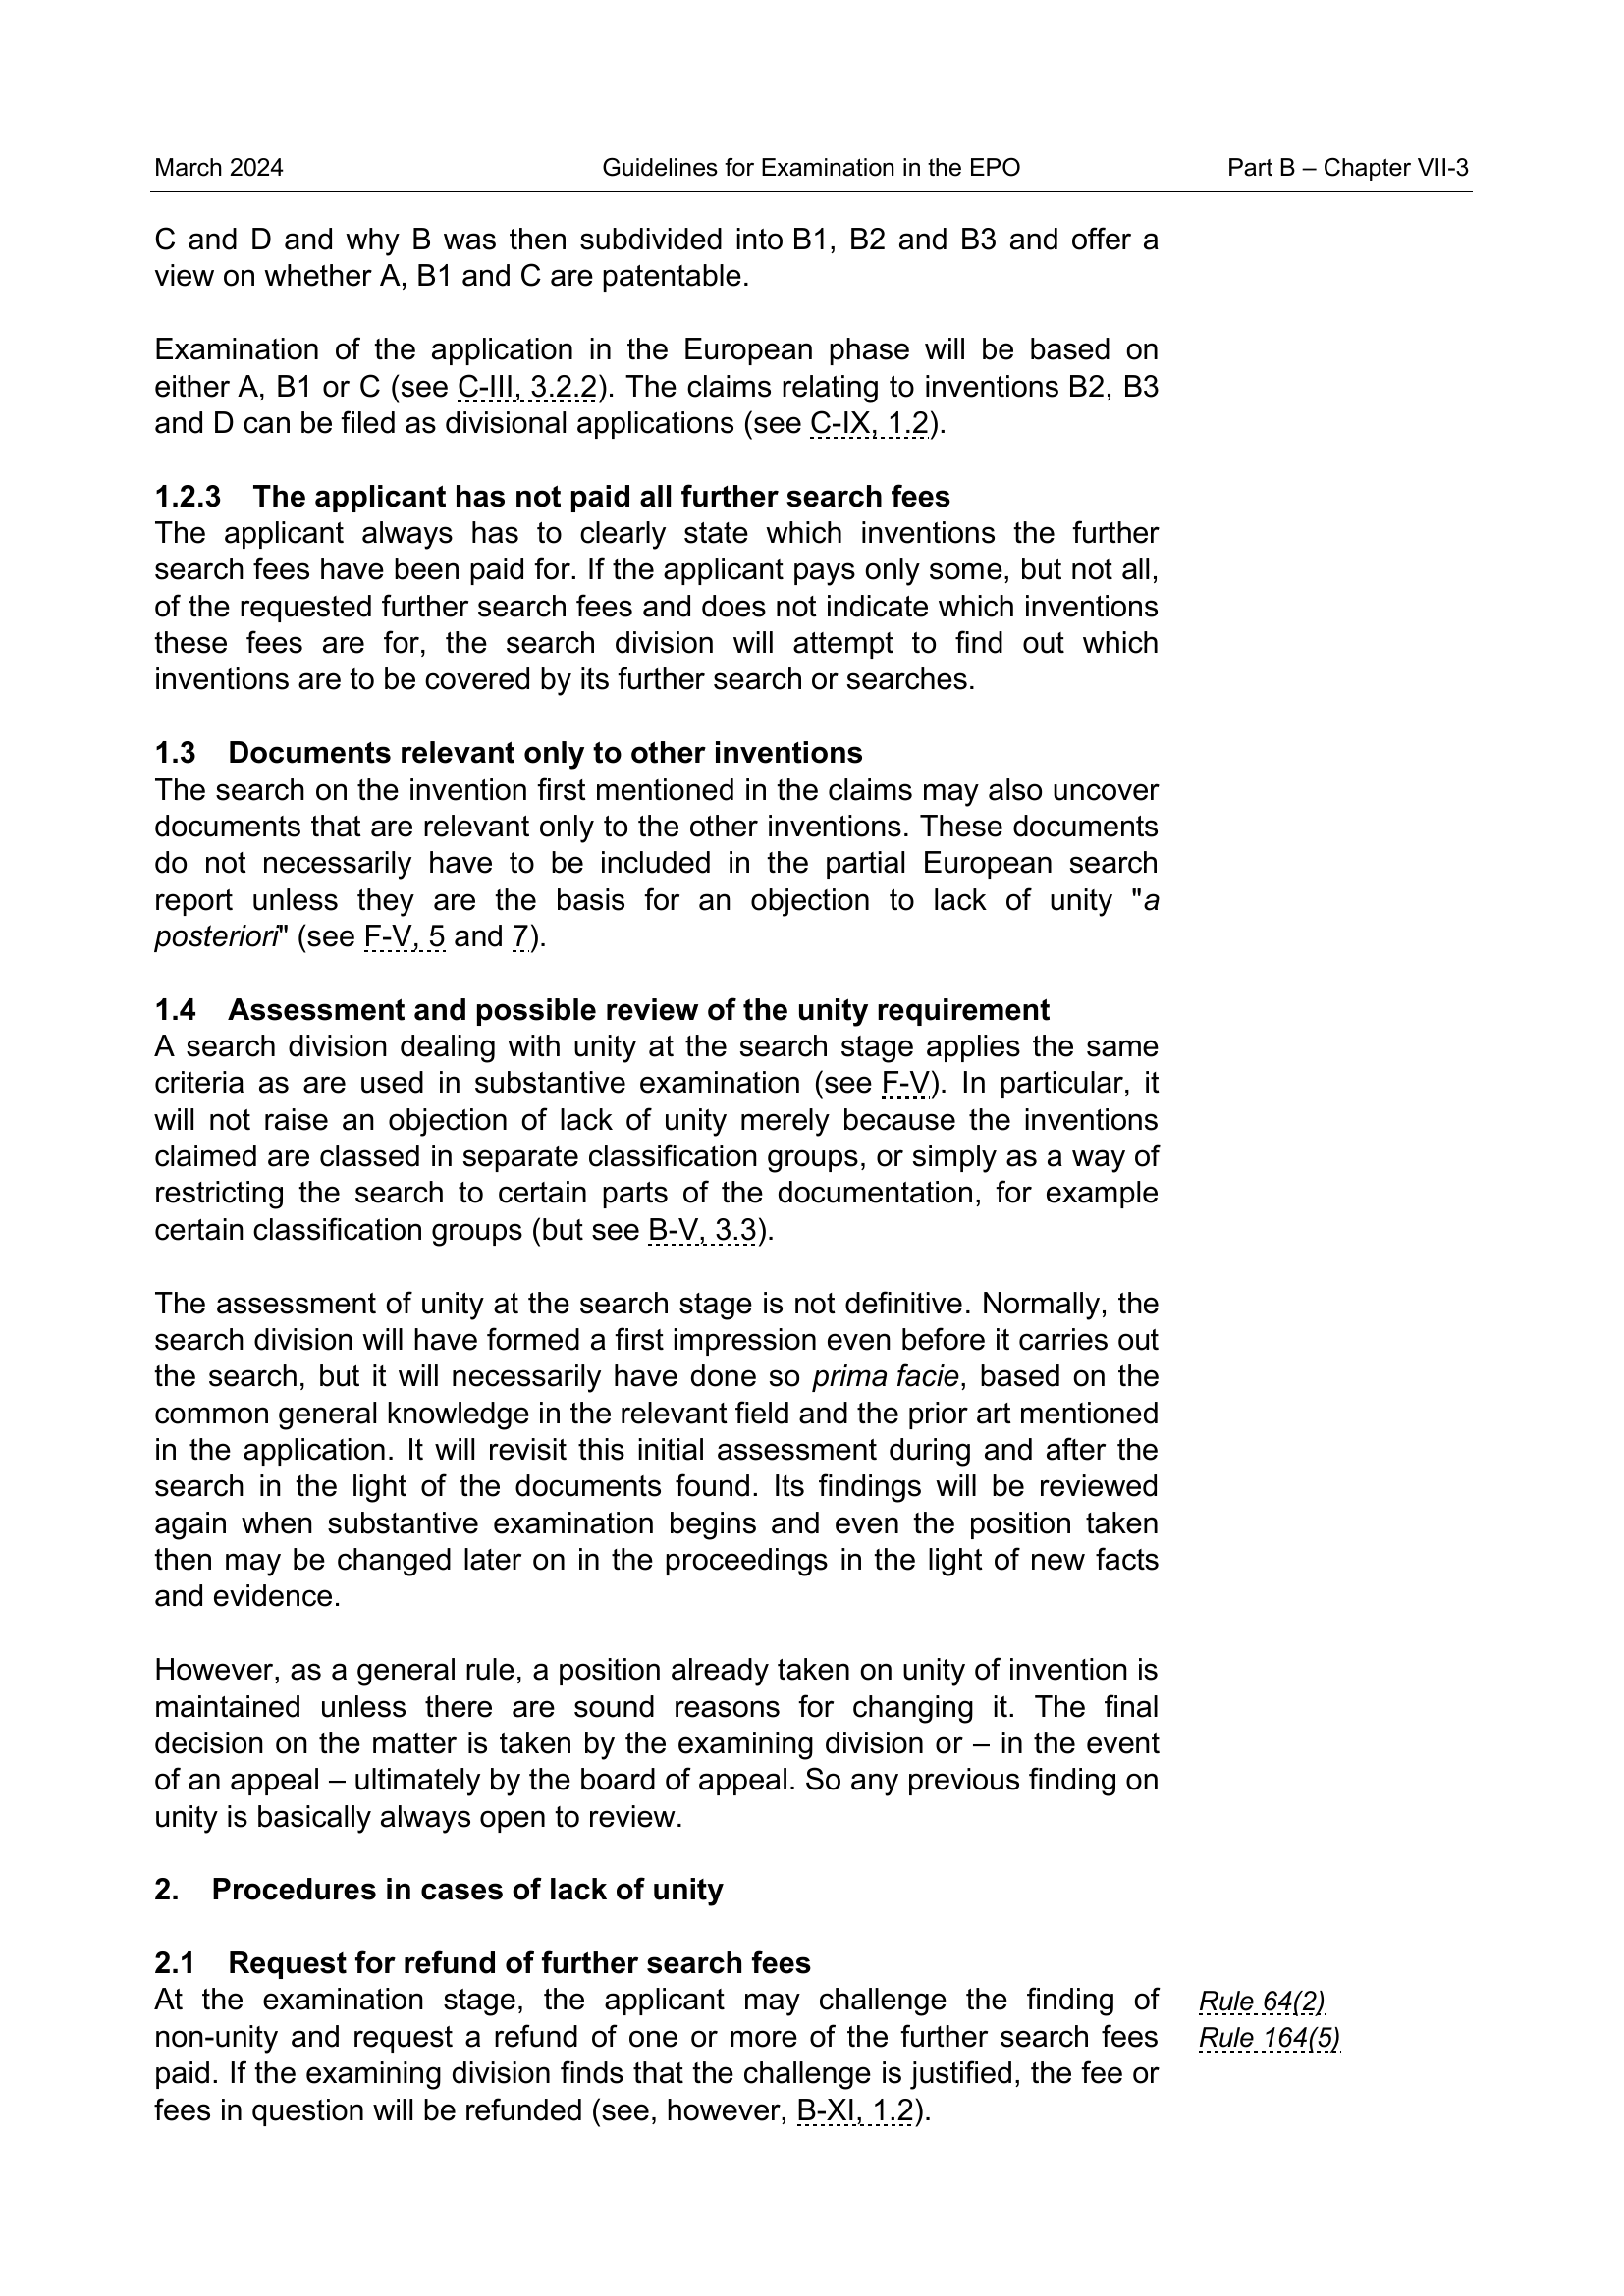 March 2024 Guidelines for Examination in the EPO Part B – Chapter VII-3
C and D and why B was then subdivided into B1, B2 and B3 and offer a
view on whether A, B1 and C are patentable.
Examination of the application in the European phase will be based on
either A, B1 or C (see C-III, 3.2.2). The claims relating to inventions B2, B3
and D can be filed as divisional applications (see C-IX, 1.2).
1.2.3 The applicant has not paid all further search fees
The applicant always has to clearly state which inventions the further
search fees have been paid for. If the applicant pays only some, but not all,
of the requested further search fees and does not indicate which inventions
these fees are for, the search division will attempt to find out which
inventions are to be covered by its further search or searches.
1.3 Documents relevant only to other inventions
The search on the invention first mentioned in the claims may also uncover
documents that are relevant only to the other inventions. These documents
do not necessarily have to be included in the partial European search
report unless they are the basis for an objection to lack of unity "a
posteriori" (see F-V, 5 and 7).
1.4 Assessment and possible review of the unity requirement
A search division dealing with unity at the search stage applies the same
criteria as are used in substantive examination (see F-V). In particular, it
will not raise an objection of lack of unity merely because the inventions
claimed are classed in separate classification groups, or simply as a way of
restricting the search to certain parts of the documentation, for example
certain classification groups (but see B-V, 3.3).
The assessment of unity at the search stage is not definitive. Normally, the
search division will have formed a first impression even before it carries out
the search, but it will necessarily have done so prima facie, based on the
common general knowledge in the relevant field and the prior art mentioned
in the application. It will revisit this initial assessment during and after the
search in the light of the documents found. Its findings will be reviewed
again when substantive examination begins and even the position taken
then may be changed later on in the proceedings in the light of new facts
and evidence.
However, as a general rule, a position already taken on unity of invention is
maintained unless there are sound reasons for changing it. The final
decision on the matter is taken by the examining division or – in the event
of an appeal – ultimately by the board of appeal. So any previous finding on
unity is basically always open to review.
2. Procedures in cases of lack of unity
2.1 Request for refund of further search fees
At the examination stage, the applicant may challenge the finding of
non-unity and request a refund of one or more of the further search fees
paid. If the examining division finds that the challenge is justified, the fee or
fees in question will be refunded (see, however, B-XI, 1.2).
Rule 64(2)
Rule 164(5)